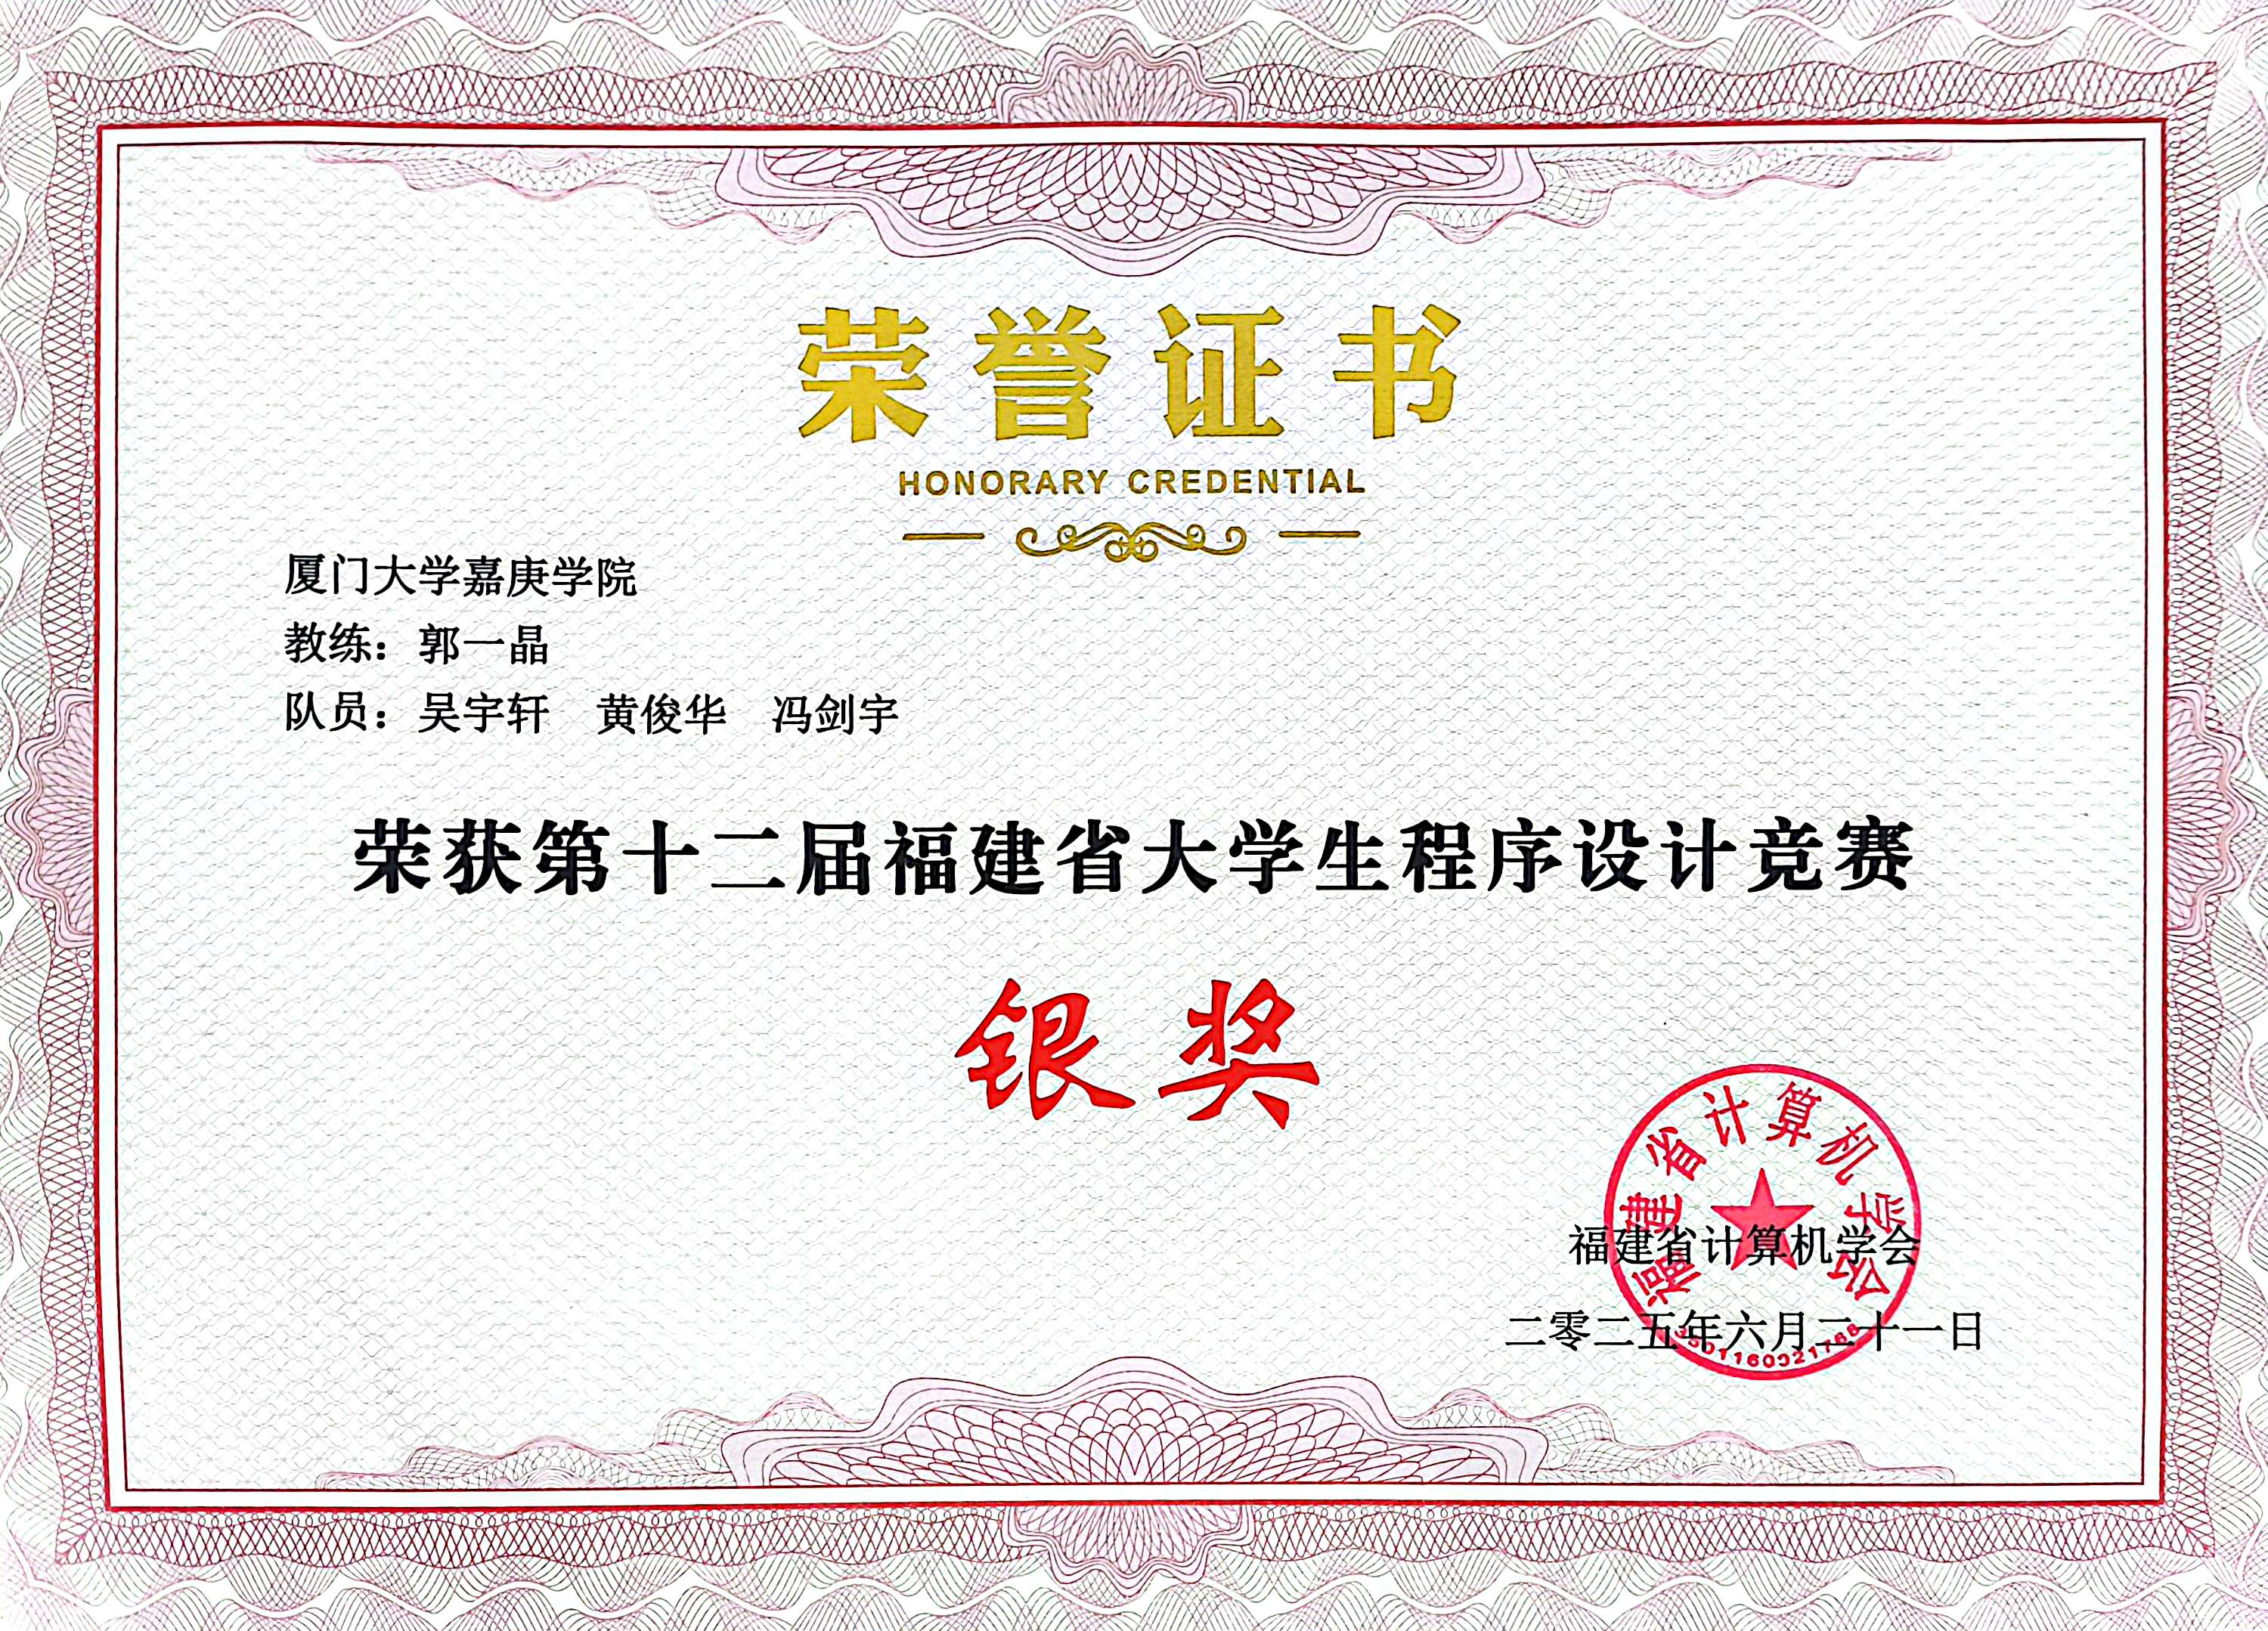 荣誉证书
HONORARY CREDENTIAL
厦门大学嘉庚学院
教练：郭一晶
队员：吴宇轩 黄俊华 冯剑宇
荣获第十二届福建省大学生程序设计竞赛
银奖
福建省计算机学会
福建省计算机学会
二零二五年六月二十一日